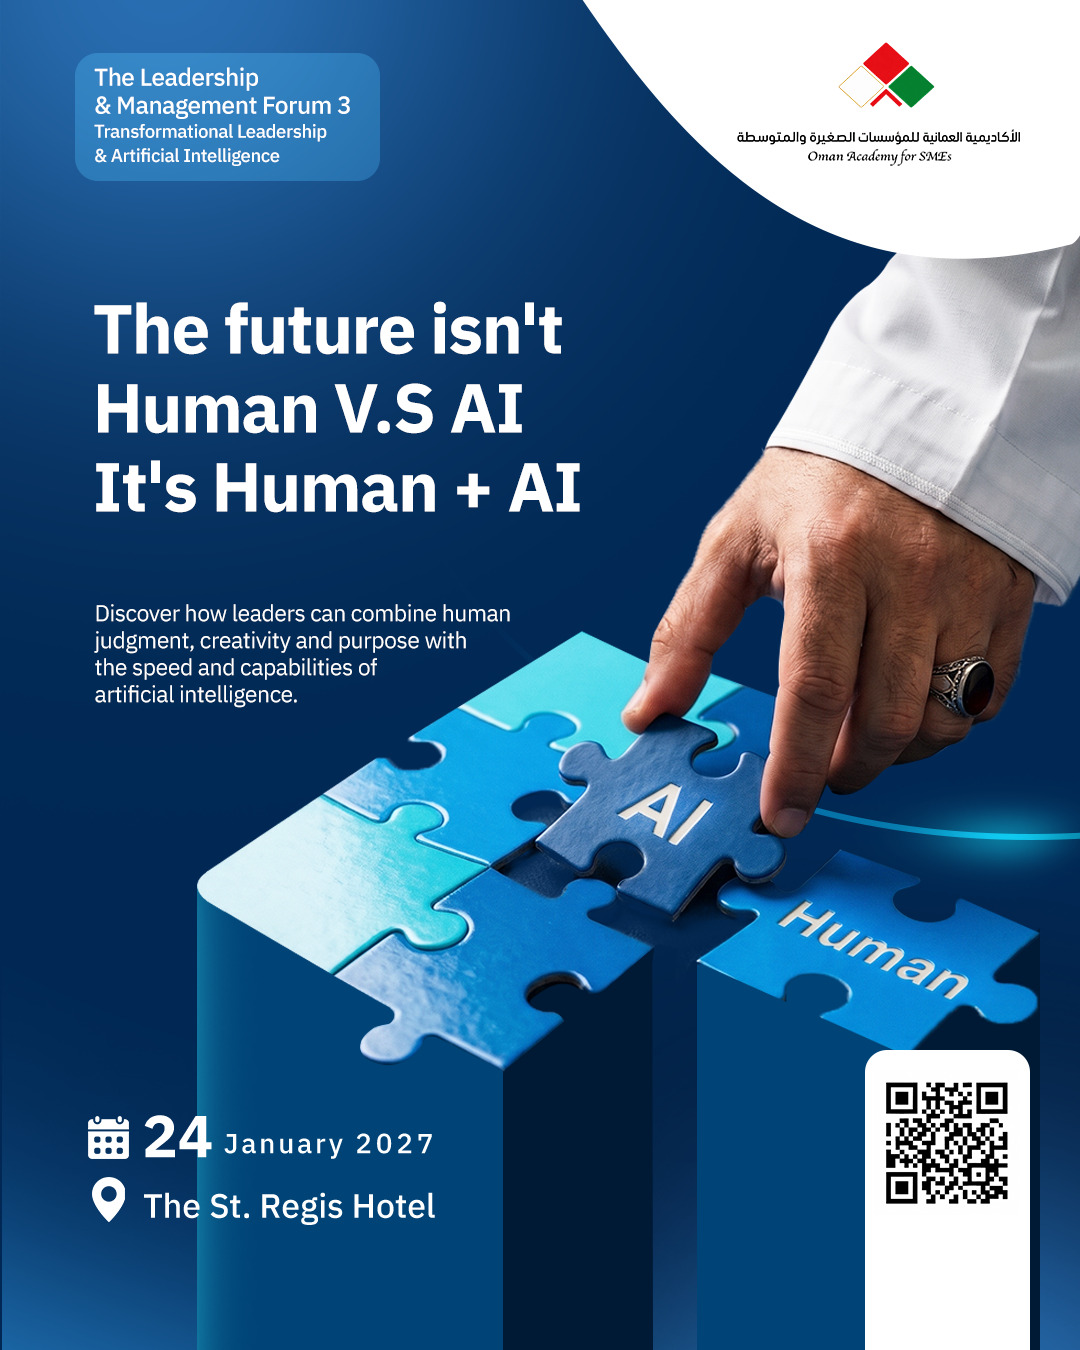 The Leadership
& Management Forum 3
Transformational Leadership
& Artificial Intelligence
الأكاديمية العمانية للمؤسسات الصغيرة والمتوسطة
Oman Academy for SMEs
The future isn't
Human V.S AI
It's Human + AI
Discover how leaders can combine human
judgment, creativity and purpose with
the speed and capabilities of
artificial intelligence.
AI
Human
24 January 2027
The St. Regis Hotel